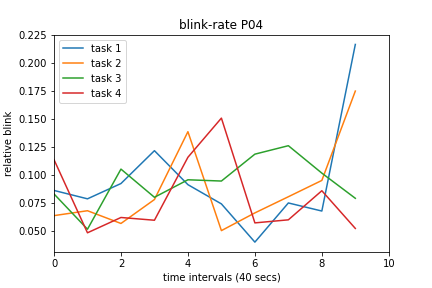 blink-rate P04
0.225
0.200
0.175
0.150
0.125
0.100
0.075
0.050
relative blink
task 1
task 2
task 3
task 4
0 2 4 6 8 10
time intervals (40 secs)